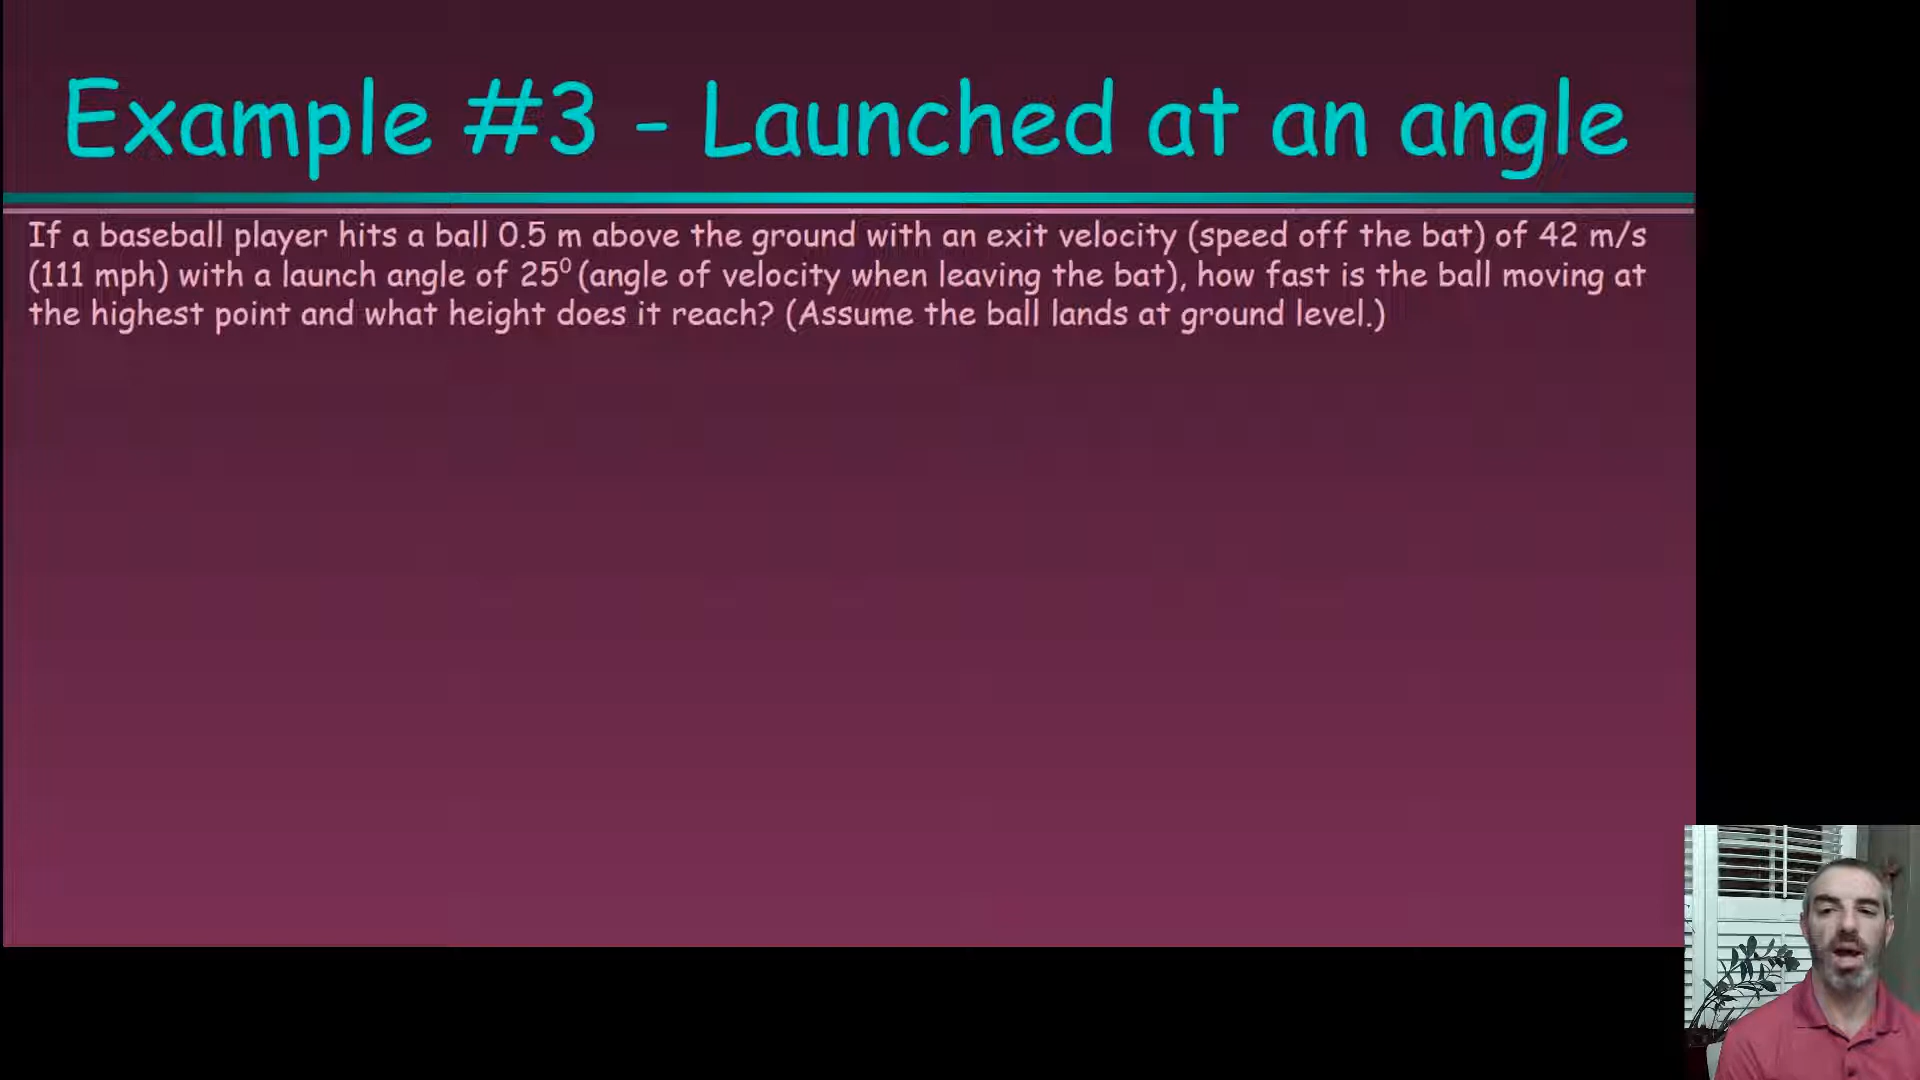 Example #3 - Launched at an angle
If a baseball player hits a ball 0.5 m above the ground with an exit velocity (speed off the bat) of 42 m/s
(111 mph) with a launch angle of 25⁰ (angle of velocity when leaving the bat), how fast is the ball moving at
the highest point and what height does it reach? (Assume the ball lands at ground level.)